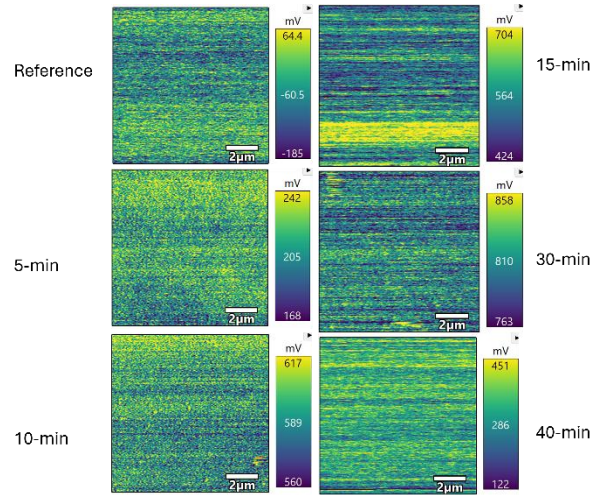 Reference
mV
64.4
-60.5
-185
2µm
mV
704
564
424
2µm
15-min
5-min
mV
242
205
168
2µm
mV
858
810
763
2µm
30-min
10-min
mV
617
589
560
2µm
mV
451
286
122
2µm
40-min